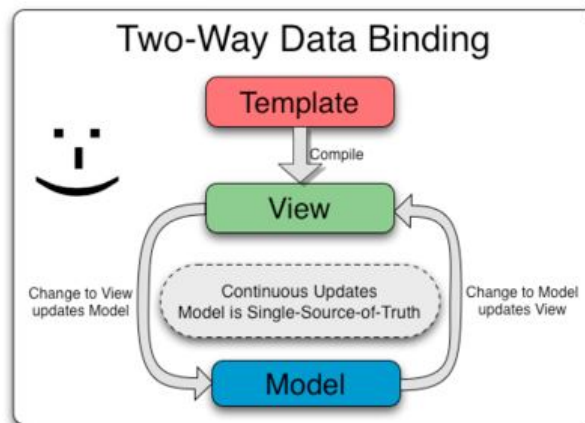 Two-Way Data Binding
Template
Compile
View
Change to View
updates Model
Continuous Updates
Model is Single-Source-of-Truth
Change to Model
updates View
Model